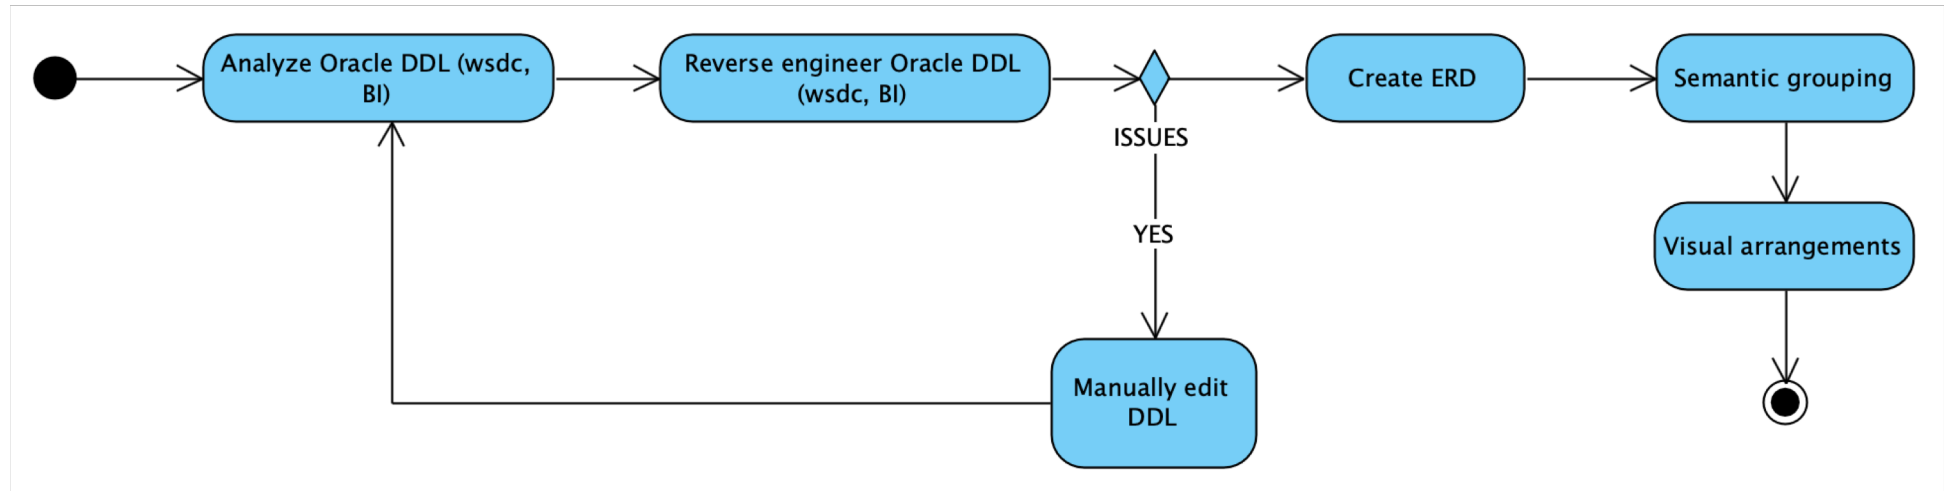 Analyze Oracle DDL (wsdc,
BI)
Reverse engineer Oracle DDL
(wsdc, BI)
Create ERD
Semantic grouping
ISSUES
YES
Visual arrangements
Manually edit
DDL